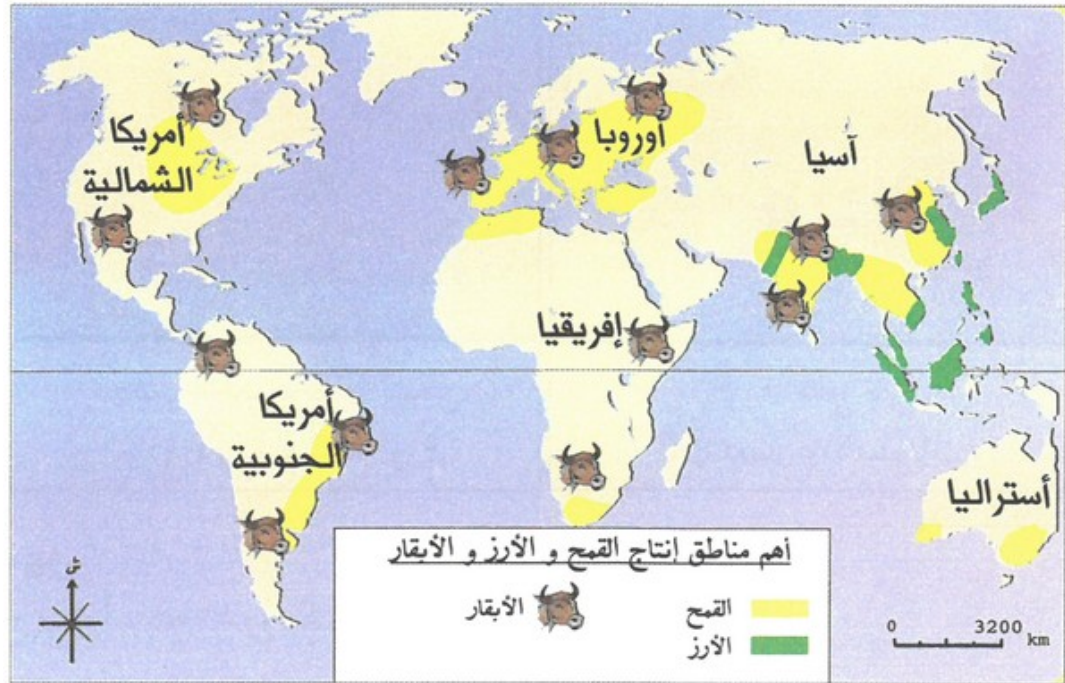 أمريكا
الشمالية
أوروبا
آسيا
إفريقيا
أمريكا
الجنوبية
أستراليا
أهم مناطق إنتاج القمح و الأرز و الأبقار
القمح
الأبقار
الأرز
ش
0 3200
km